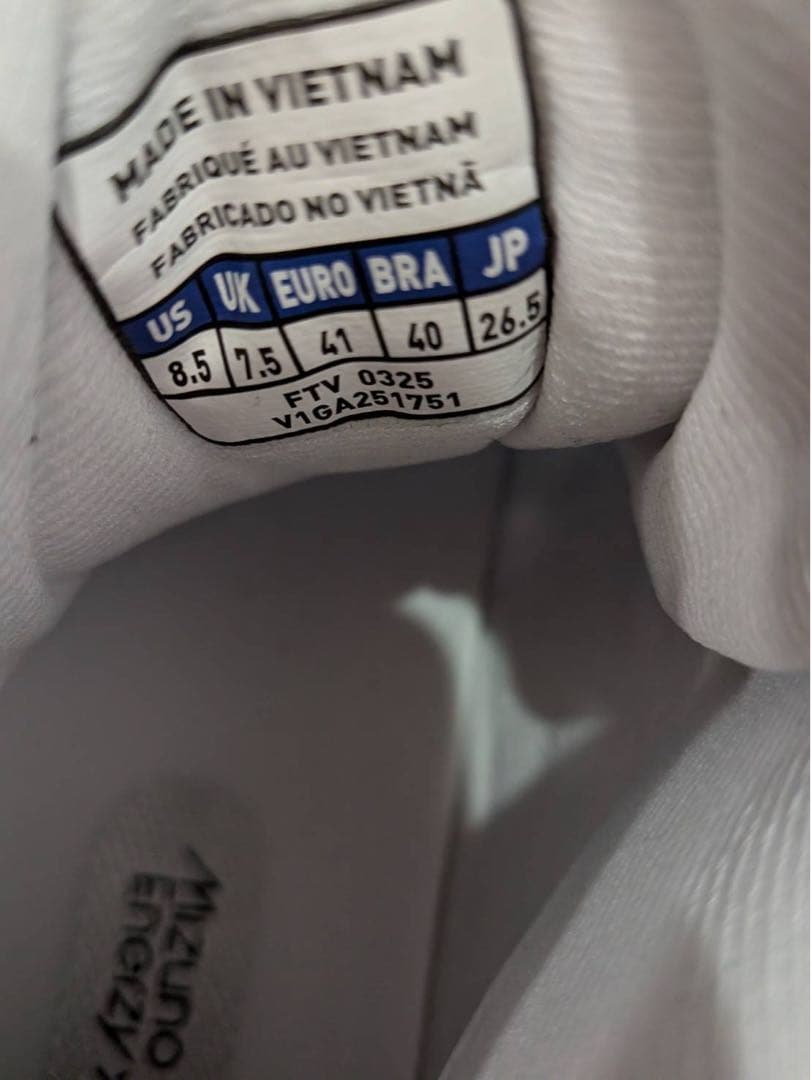 MADE IN VIETNAM
FABRIQUÉ AU VIETNAM
FABRICADO NO VIETNÃ
US UK EURO BRA JP
8.5 7.5 41 40 26.5
FTV 0325
V1GA251751
Mizuno
Enerzy